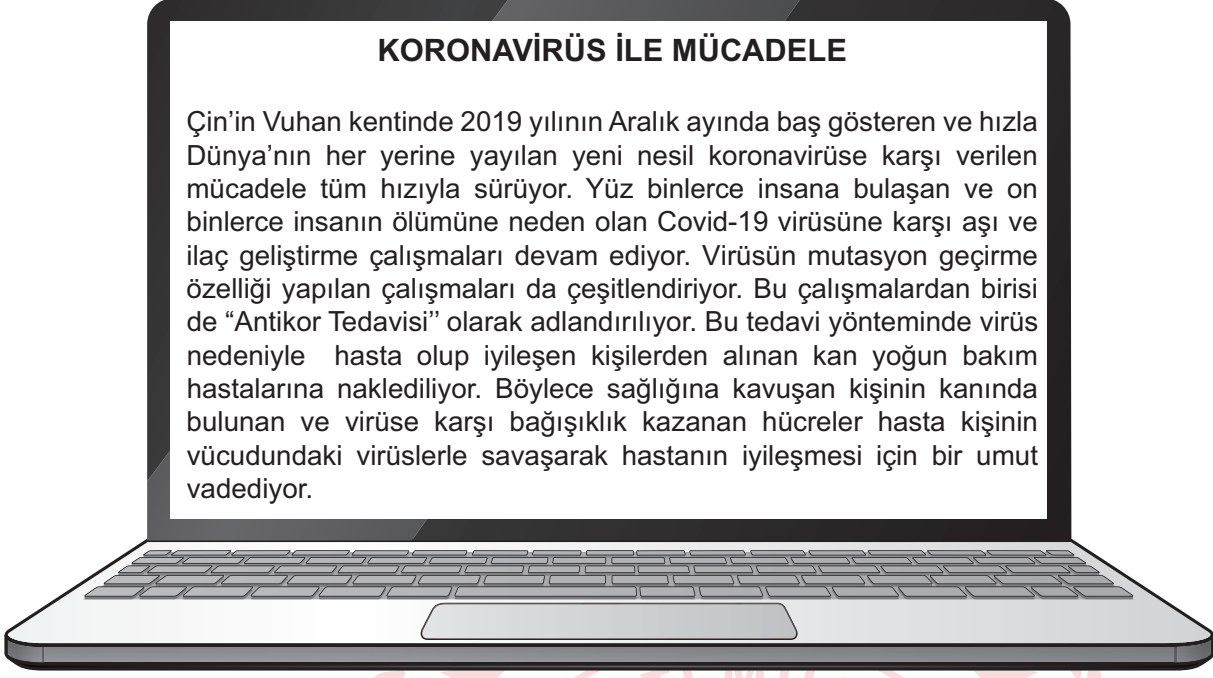 KORONAVİRÜS İLE MÜCADELE
Çin’in Vuhan kentinde 2019 yılının Aralık ayında baş gösteren ve hızla
Dünya’nın her yerine yayılan yeni nesil koronavirüse karşı verilen
mücadele tüm hızıyla sürüyor. Yüz binlerce insana bulaşan ve on
binlerce insanın ölümüne neden olan Covid-19 virüsüne karşı aşı ve
ilaç geliştirme çalışmaları devam ediyor. Virüsün mutasyon geçirme
özelliği yapılan çalışmaları da çeşitlendiriyor. Bu çalışmalardan birisi
de “Antikor Tedavisi’’ olarak adlandırılıyor. Bu tedavi yönteminde virüs
nedeniyle hasta olup iyileşen kişilerden alınan kan yoğun bakım
hastalarına naklediliyor. Böylece sağlığına kavuşan kişinin kanında
bulunan ve virüse karşı bağışıklık kazanan hücreler hasta kişinin
vücudundaki virüslerle savaşarak hastanın iyileşmesi için bir umut
vadediyor.